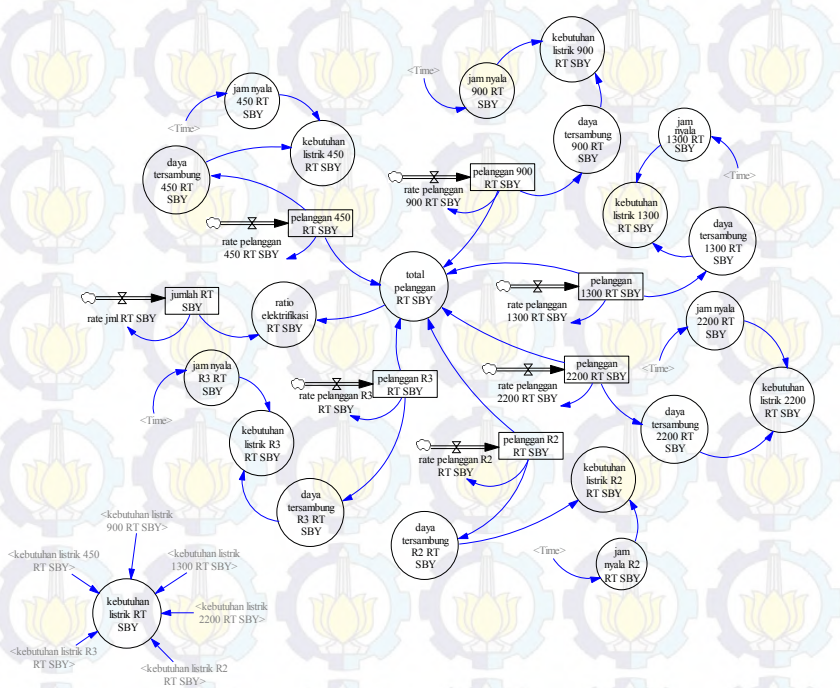 kebutuhan
listrik 900
RT SBY
<Time>
jam nyala
900 RT
SBY
jam nyala
450 RT
SBY
<Time>
kebutuhan
listrik 450
RT SBY
daya
tersambung
450 RT
SBY
daya
tersambung
900 RT
SBY
jam
nyala
1300 RT
SBY
<Time>
pelanggan 900
RT SBY
rate pelanggan
900 RT SBY
kebutuhan
listrik 1300
RT SBY
daya
tersambung
1300 RT
SBY
pelanggan 450
RT SBY
rate pelanggan
450 RT SBY
total
pelanggan
RT SBY
pelanggan
1300 RT SBY
rate pelanggan
1300 RT SBY
jumlah RT
SBY
rate jml RT SBY
ratio
elektrifikasi
RT SBY
jam nyala
2200 RT
SBY
<Time>
jam nyala
R3 RT
SBY
<Time>
pelanggan R3
RT SBY
rate pelanggan R3
RT SBY
pelanggan
2200 RT SBY
rate pelanggan
2200 RT SBY
kebutuhan
listrik 2200
RT SBY
daya
tersambung
2200 RT
SBY
kebutuhan
listrik R3
RT SBY
pelanggan R2
RT SBY
rate pelanggan R2
RT SBY
kebutuhan
listrik R2
RT SBY
daya
tersambung
R3 RT
SBY
daya
tersambung
R2 RT
SBY
<Time>
jam
nyala R2
RT SBY
<kebutuhan listrik
900 RT SBY>
<kebutuhan listrik 450
RT SBY>
<kebutuhan listrik
1300 RT SBY>
kebutuhan
listrik RT
SBY
<kebutuhan listrik
2200 RT SBY>
<kebutuhan listrik R3
RT SBY>
<kebutuhan listrik R2
RT SBY>